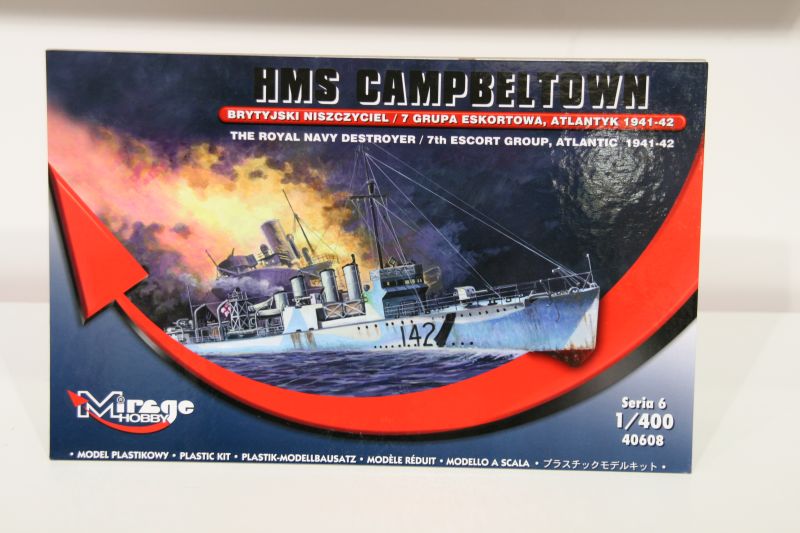 HMS CAMPBELTOWN
BRYTYJSKI NISZCZYCIEL / 7 GRUPA ESKORTOWA, ATLANTYK 1941-42
THE ROYAL NAVY DESTROYER / 7th ESCORT GROUP, ATLANTIC 1941-42
I42
Mirage
HOBBY
Seria 6
1/400
40608
• MODEL PLASTIKOWY • PLASTIC KIT • PLASTIK-MODELLBAUSATZ • MODÈLE RÉDUIT • MODELLO A SCALA • プラスチックモデルキット •